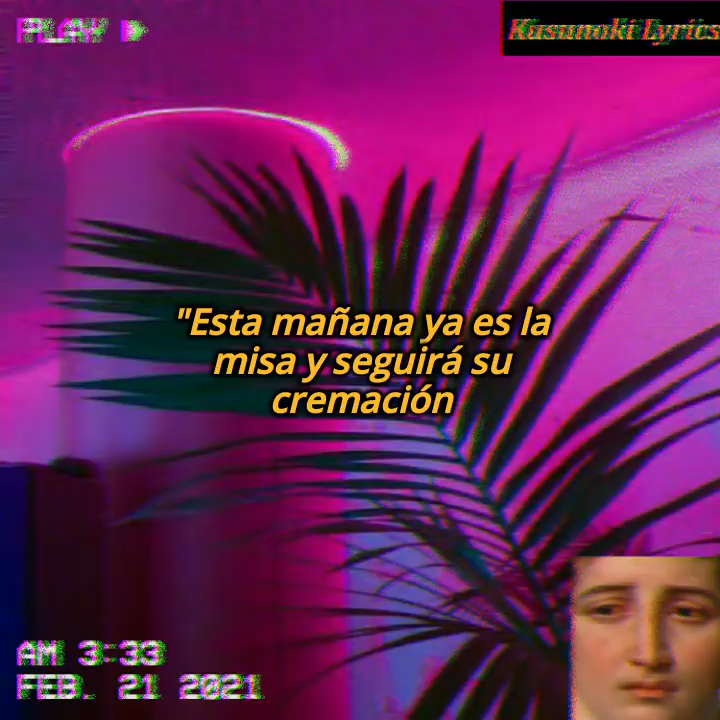 PLAY
Kusunoki Lyrics
"Esta mañana ya es la
misa y seguirá su
cremación
AM 3:33
FEB. 21 2021